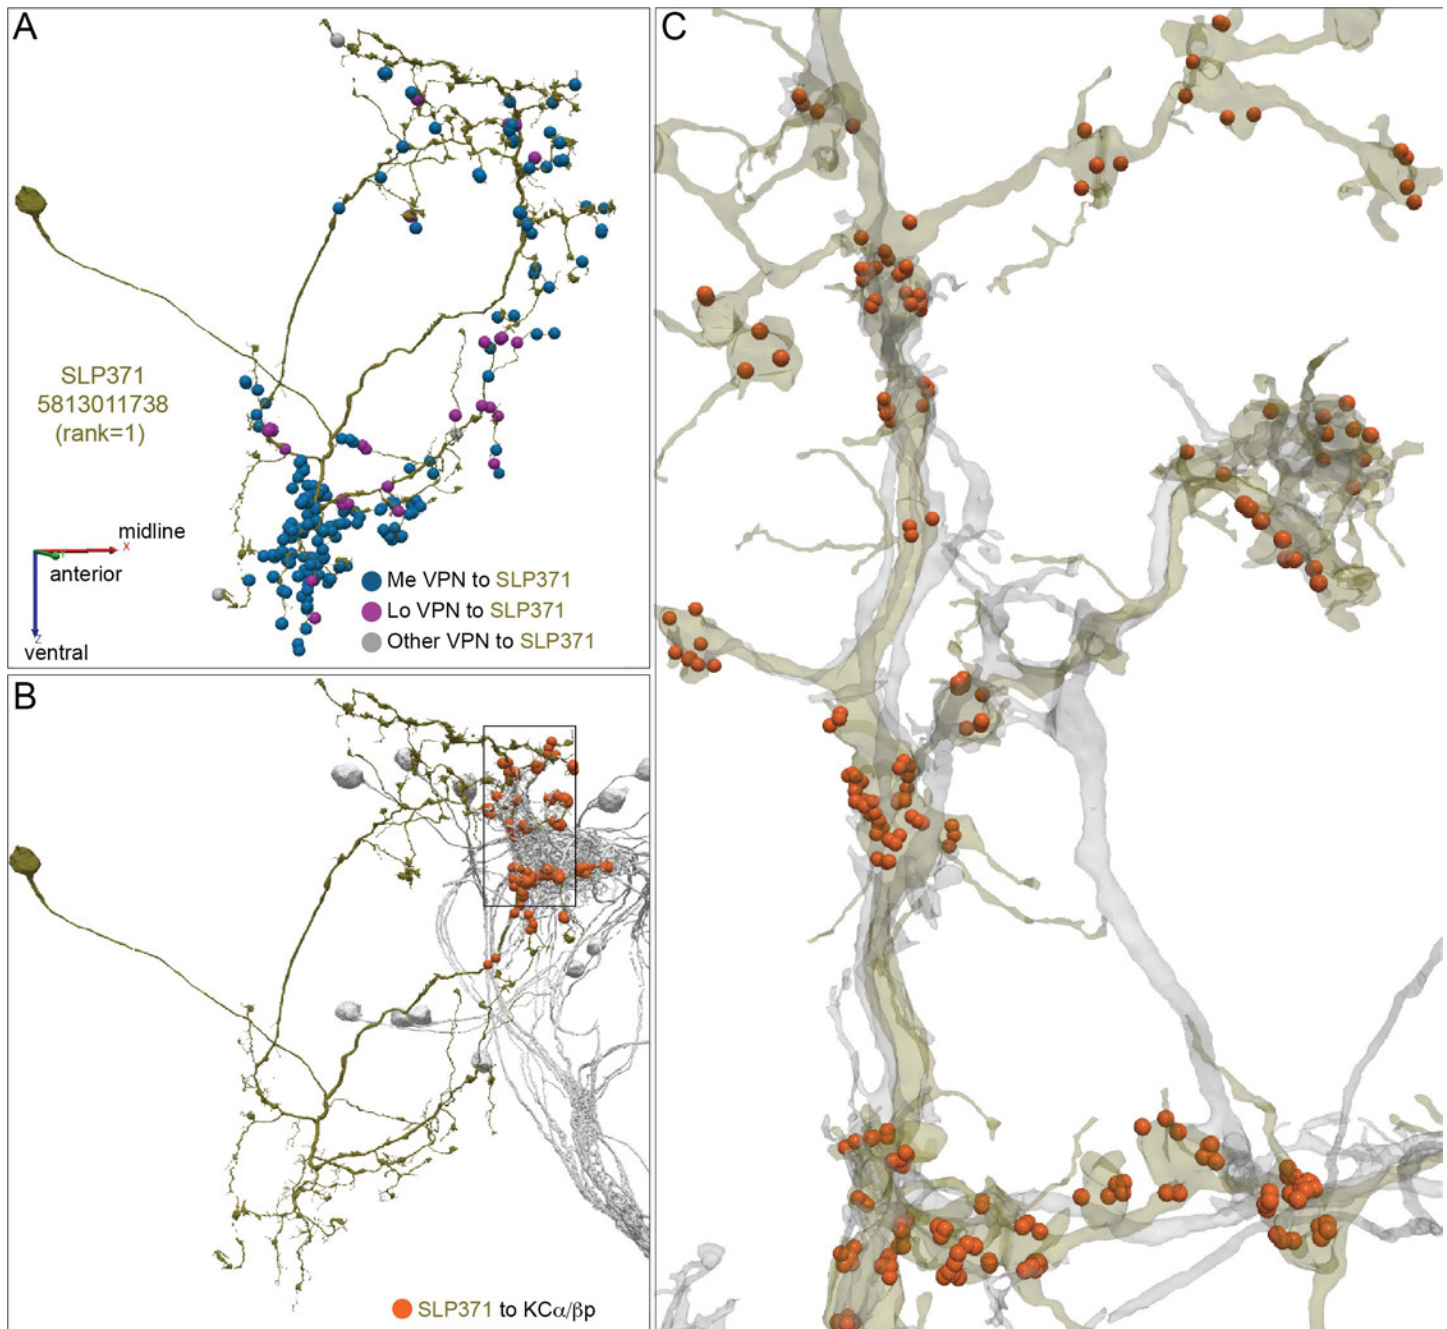 A
SLP371
5813011738
(rank=1)
midline
X
anterior
Z
ventral
Me VPN to SLP371
Lo VPN to SLP371
Other VPN to SLP371
B
SLP371 to KCα/βp
C